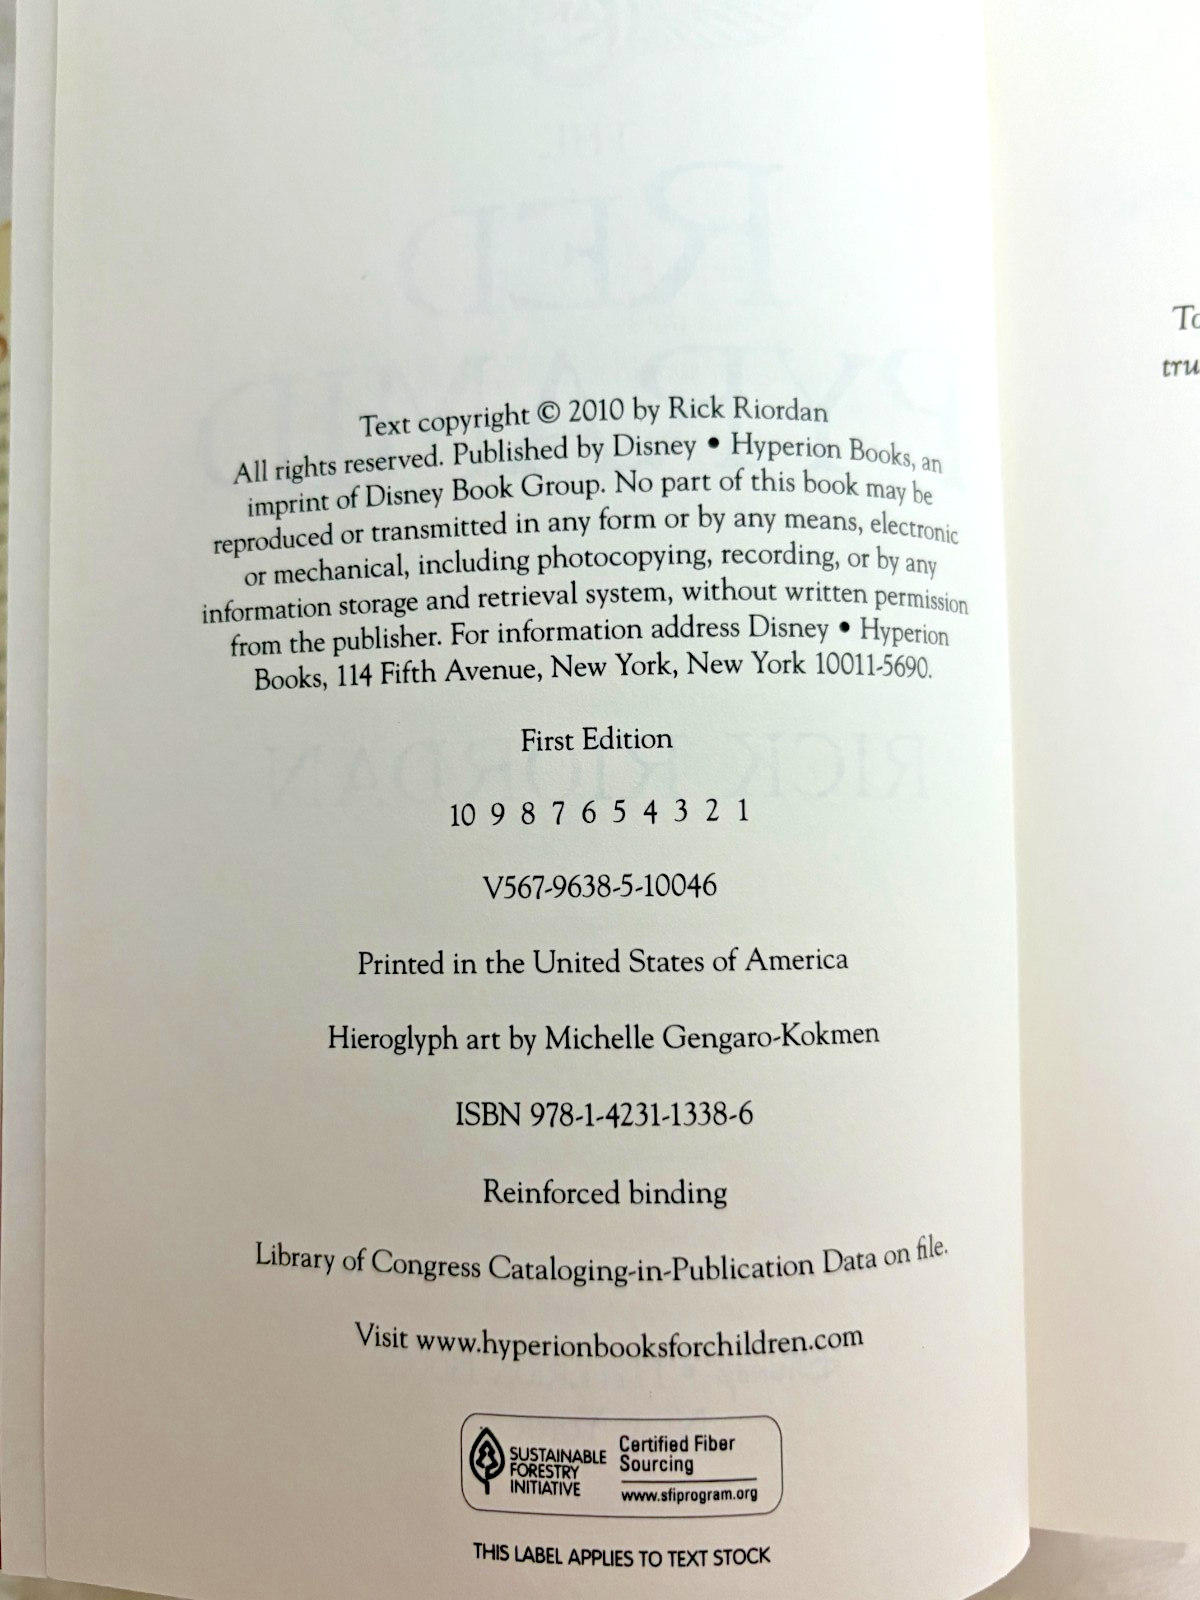 Text copyright © 2010 by Rick Riordan
All rights reserved. Published by Disney • Hyperion Books, an
imprint of Disney Book Group. No part of this book may be
reproduced or transmitted in any form or by any means, electronic
or mechanical, including photocopying, recording, or by any
information storage and retrieval system, without written permission
from the publisher. For information address Disney • Hyperion
Books, 114 Fifth Avenue, New York, New York 10011-5690.
First Edition
10 9 8 7 6 5 4 3 2 1
V567-9638-5-10046
Printed in the United States of America
Hieroglyph art by Michelle Gengaro-Kokmen
ISBN 978-1-4231-1338-6
Reinforced binding
Library of Congress Cataloging-in-Publication Data on file.
Visit www.hyperionbooksforchildren.com
SUSTAINABLE
FORESTRY
INITIATIVE
Certified Fiber
Sourcing
www.sfiprogram.org
THIS LABEL APPLIES TO TEXT STOCK